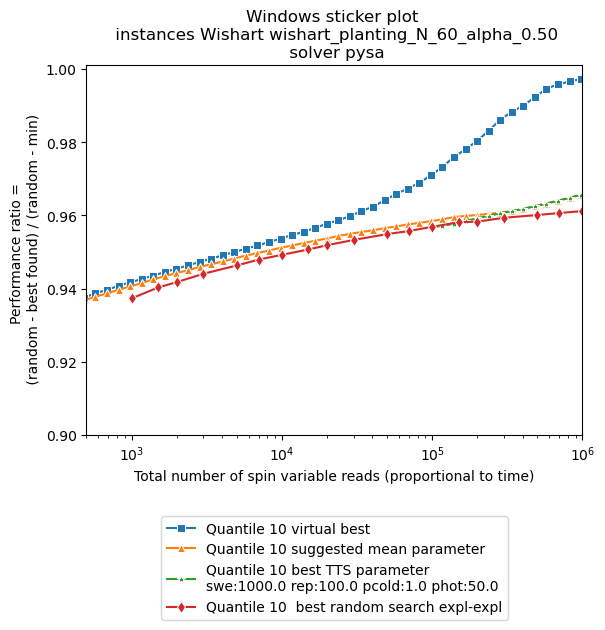 Windows sticker plot
instances Wishart wishart_planting_N_60_alpha_0.50
solver pysa
Performance ratio =
(random - best found) / (random - min)
1.00
0.98
0.96
0.94
0.92
0.90
10³
10⁴
10⁵
10⁶
Total number of spin variable reads (proportional to time)
Quantile 10 virtual best
Quantile 10 suggested mean parameter
Quantile 10 best TTS parameter
swe:1000.0 rep:100.0 pcold:1.0 phot:50.0
Quantile 10  best random search expl-expl